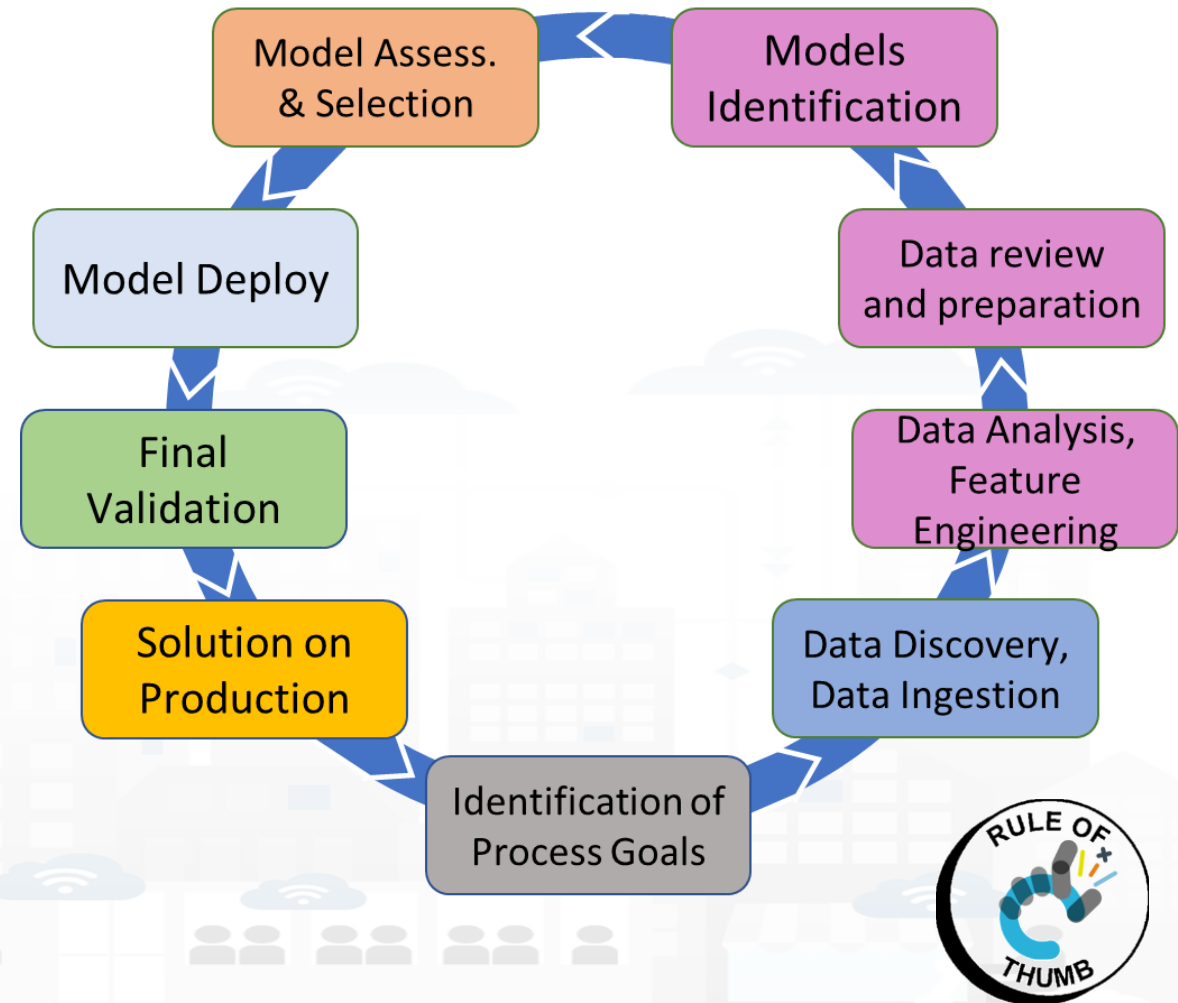 Model Assess.
& Selection
Models
Identification
Model Deploy
Data review
and preparation
Final
Validation
Data Analysis,
Feature
Engineering
Solution on
Production
Data Discovery,
Data Ingestion
Identification of
Process Goals
RULE OF
THUMB